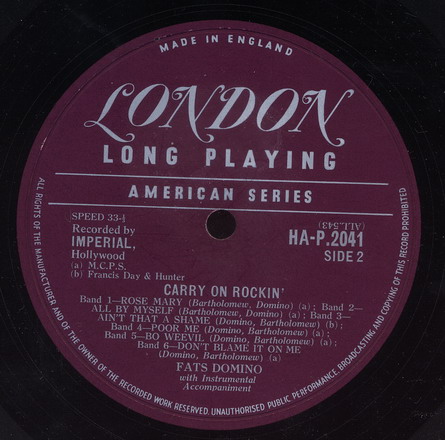 MADE IN ENGLAND
LONDON
LONG PLAYING
AMERICAN SERIES
SPEED 33-⅓
Recorded by
IMPERIAL,
Hollywood
(a) M.C.P.S.
(b) Francis Day & Hunter
(ALL.543)
HA-P.2041
SIDE 2
CARRY ON ROCKIN'
Band 1—ROSE MARY (Bartholomew, Domino) (a); Band 2—
ALL BY MYSELF (Bartholomew, Domino) (a); Band 3—
AIN'T THAT A SHAME (Domino, Bartholomew) (b);
Band 4—POOR ME (Domino, Bartholomew) (a);
Band 5—BO WEEVIL (Domino, Bartholomew) (a);
Band 6—DON'T BLAME IT ON ME
(Domino, Bartholomew) (a)
FATS DOMINO
with Instrumental
Accompaniment
ALL RIGHTS OF THE MANUFACTURER AND OF THE OWNER OF THE RECORDED WORK RESERVED. UNAUTHORISED PUBLIC PERFORMANCE, BROADCASTING AND COPYING OF THIS RECORD PROHIBITED